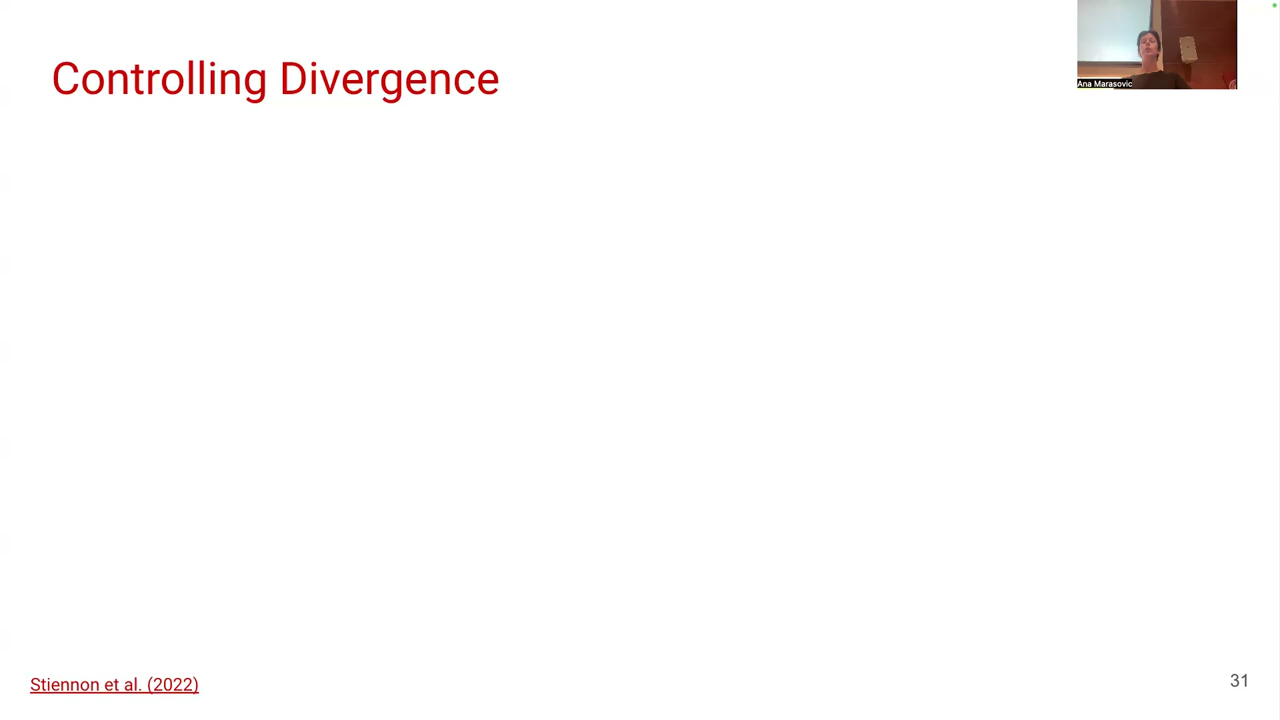 Controlling Divergence
Ana Marasovic
Stiennon et al. (2022)
31